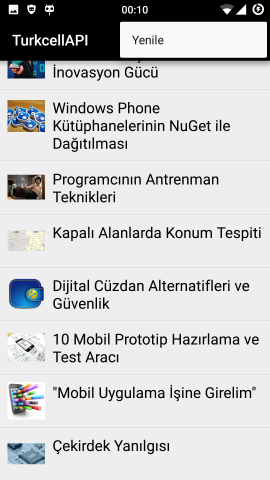 00:10
TurkcellAPI
Yenile
İnovasyon Gücü
Windows Phone
Kütüphanelerinin NuGet ile
Dağıtılması
Programcının Antrenman
Teknikleri
Kapalı Alanlarda Konum Tespiti
Dijital Cüzdan Alternatifleri ve
Güvenlik
10 Mobil Prototip Hazırlama ve
Test Aracı
"Mobil Uygulama İşine Girelim"
Çekirdek Yanılgısı